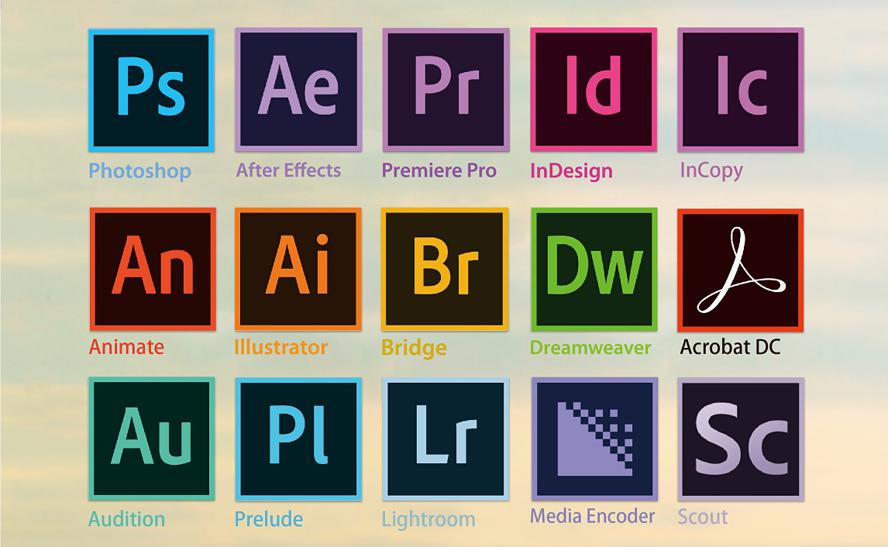 Ps Ae Pr Id Ic
Photoshop After Effects Premiere Pro InDesign InCopy
An Ai Br Dw
Animate Illustrator Bridge Dreamweaver Acrobat DC
Au Pl Lr Sc
Audition Prelude Lightroom Media Encoder Scout